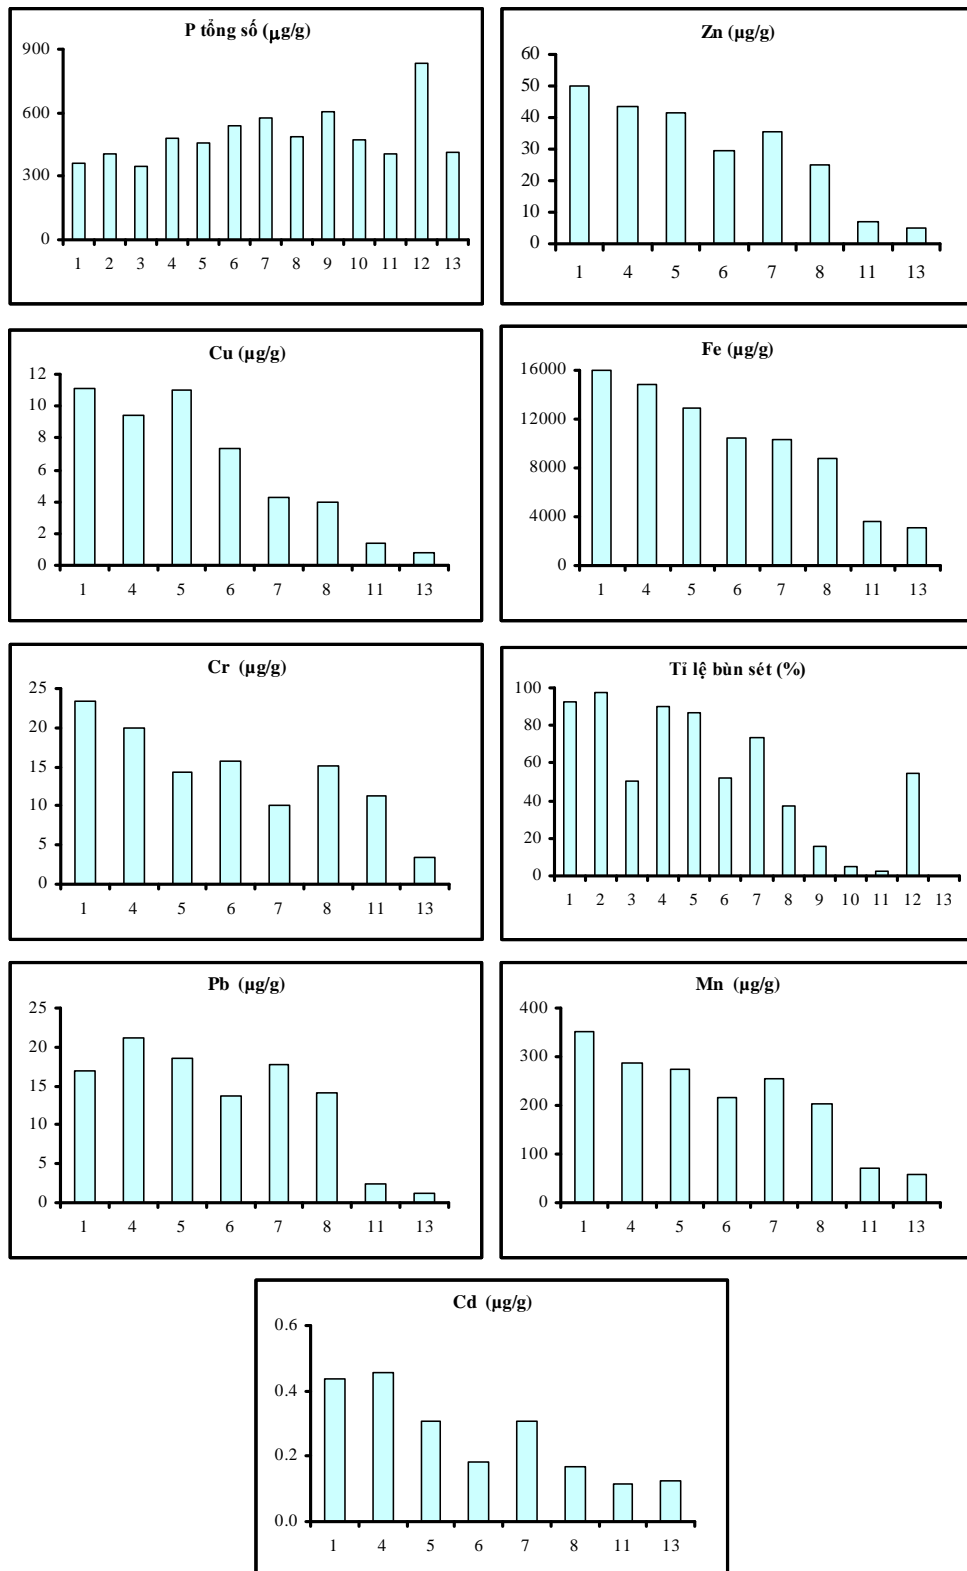 P tổng số (µg/g)
900
600
300
0
1 2 3 4 5 6 7 8 9 10 11 12 13
Zn (µg/g)
60
50
40
30
20
10
0
1 4 5 6 7 8 11 13
Cu (µg/g)
12
10
8
6
4
2
0
1 4 5 6 7 8 11 13
Fe (µg/g)
16000
12000
8000
4000
0
1 4 5 6 7 8 11 13
Cr (µg/g)
25
20
15
10
5
0
1 4 5 6 7 8 11 13
Tỉ lệ bùn sét (%)
100
80
60
40
20
0
1 2 3 4 5 6 7 8 9 10 11 12 13
Pb (µg/g)
25
20
15
10
5
0
1 4 5 6 7 8 11 13
Mn (µg/g)
400
300
200
100
0
1 4 5 6 7 8 11 13
Cd (µg/g)
0.6
0.4
0.2
0.0
1 4 5 6 7 8 11 13